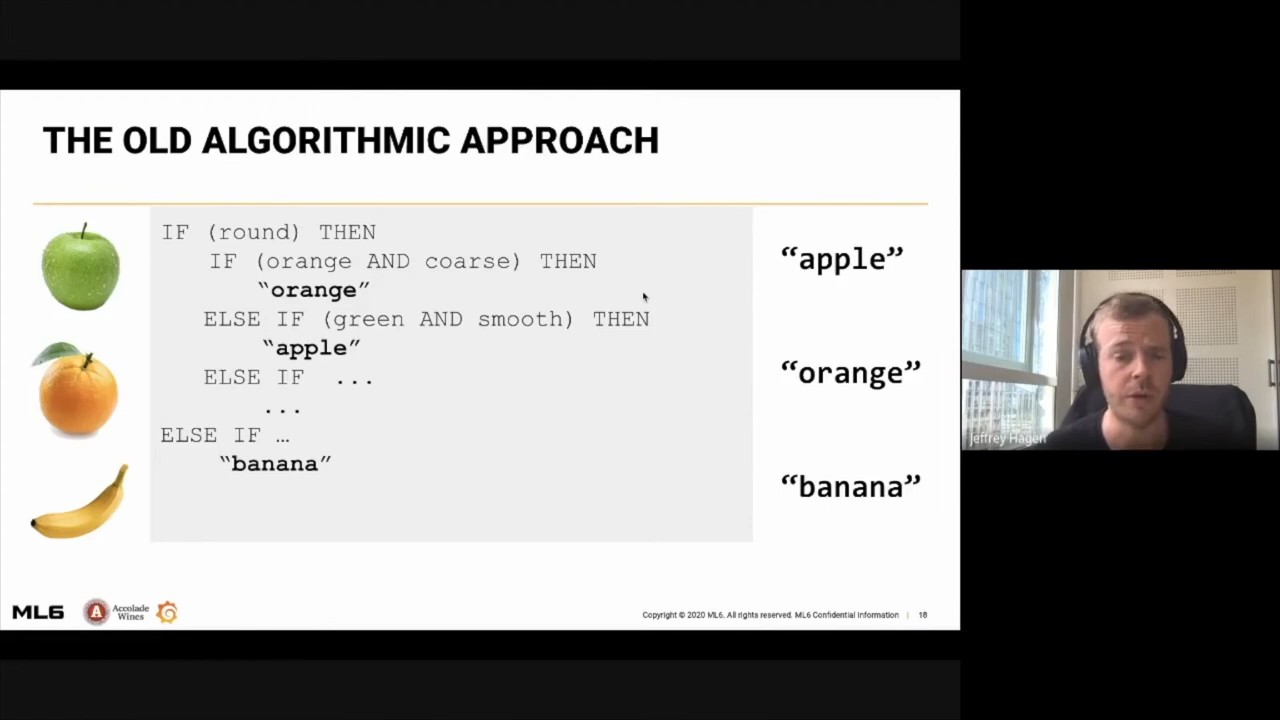 THE OLD ALGORITHMIC APPROACH
IF (round) THEN
IF (orange AND coarse) THEN
“orange”
ELSE IF (green AND smooth) THEN
“apple”
ELSE IF ...
...
ELSE IF …
“banana”
“apple”
“orange”
“banana”
Jeffrey Hagen
ML6
A
Accolade
Wines
Copyright © 2020 ML6. All rights reserved. ML6 Confidential Information | 18